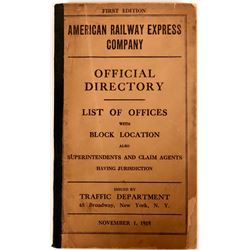 FIRST EDITION
AMERICAN RAILWAY EXPRESS
COMPANY
OFFICIAL
DIRECTORY
LIST OF OFFICES
WITH
BLOCK LOCATION
ALSO
SUPERINTENDENTS AND CLAIM AGENTS
HAVING JURISDICTION
ISSUED BY
TRAFFIC DEPARTMENT
65 Broadway, New York, N. Y.
NOVEMBER 1, 1918